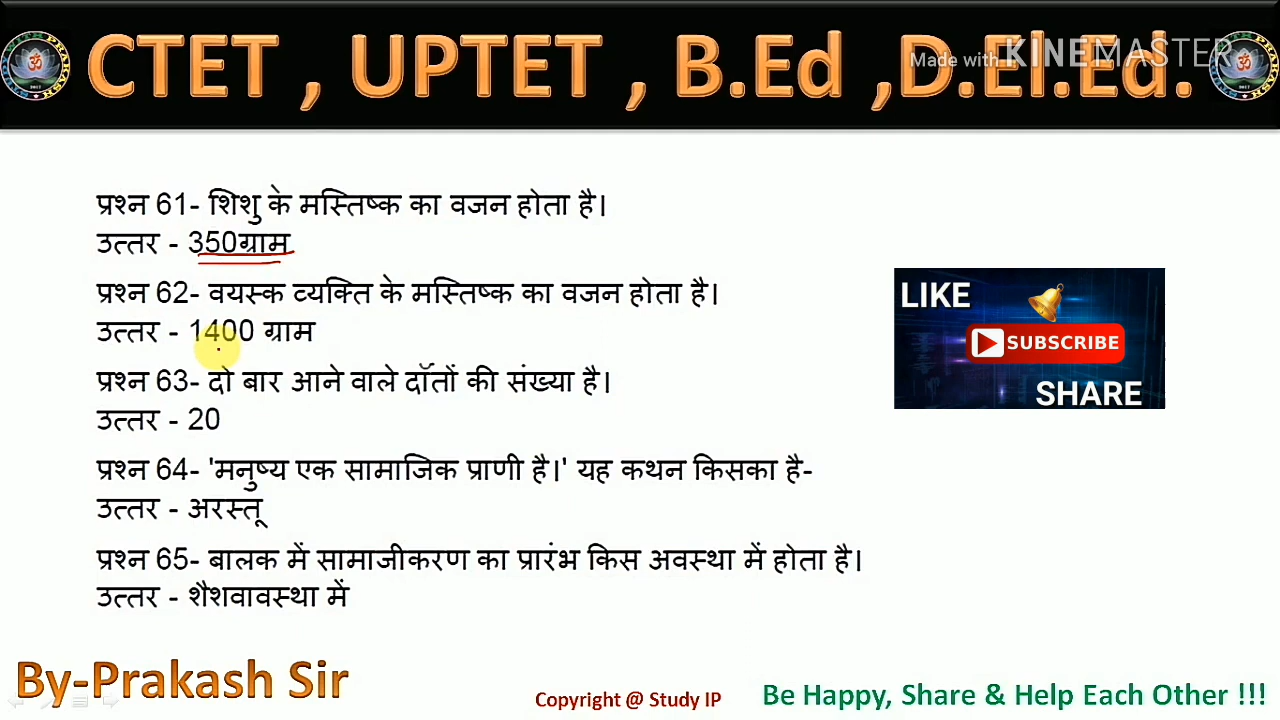 CTET , UPTET , B.Ed ,D.El.Ed.
Made with KINEMASTER
प्रश्न 61- शिशु के मस्तिष्क का वजन होता है।
उत्तर - 350ग्राम
प्रश्न 62- वयस्क व्यक्ति के मस्तिष्क का वजन होता है।
उत्तर - 1400 ग्राम
प्रश्न 63- दो बार आने वाले दाँतों की संख्या है।
उत्तर - 20
प्रश्न 64- 'मनुष्य एक सामाजिक प्राणी है।' यह कथन किसका है-
उत्तर - अरस्तू
प्रश्न 65- बालक में सामाजीकरण का प्रारंभ किस अवस्था में होता है।
उत्तर - शैशवावस्था में
LIKE
SUBSCRIBE
SHARE
By-Prakash Sir
Copyright @ Study IP
Be Happy, Share & Help Each Other !!!